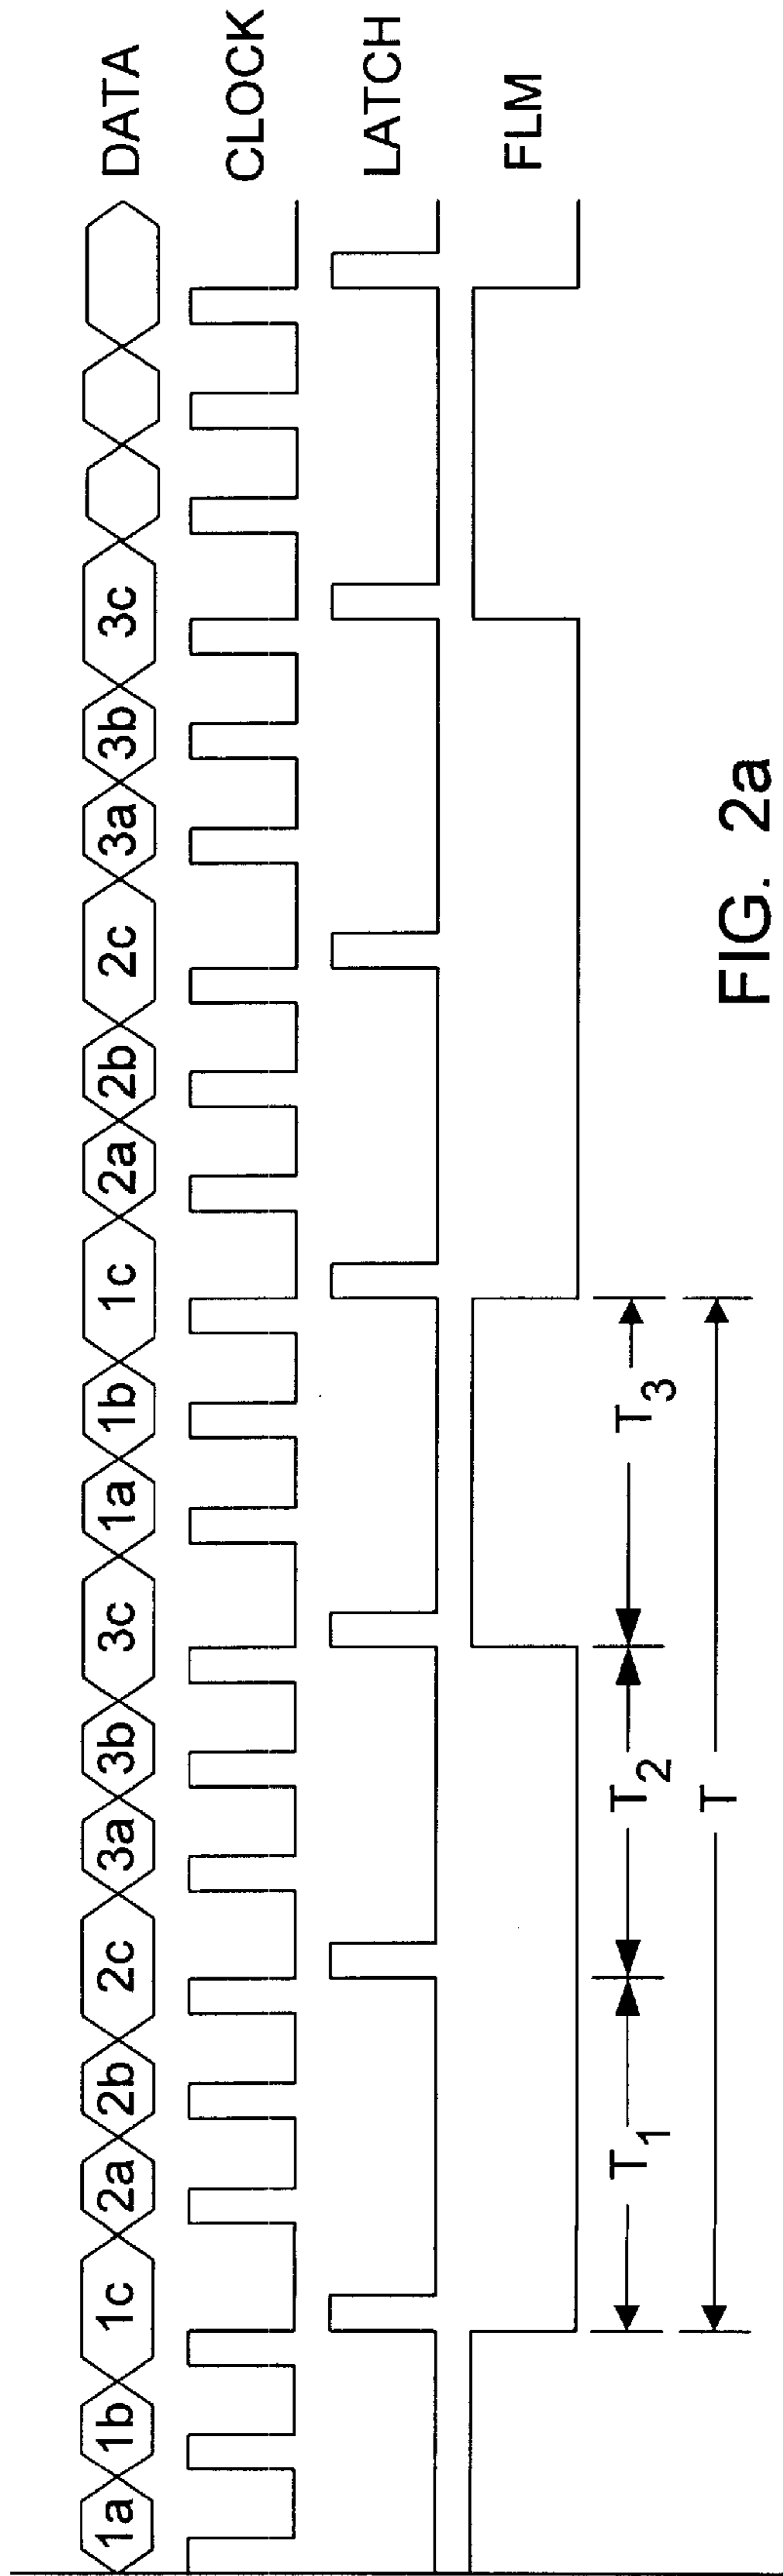 1a 1b 1c 2a 2b 2c 3a 3b 3c 1a 1b 1c 2a 2b 2c 3a 3b 3c DATA
CLOCK
LATCH
FLM
T1 T2 T3
T
FIG. 2a